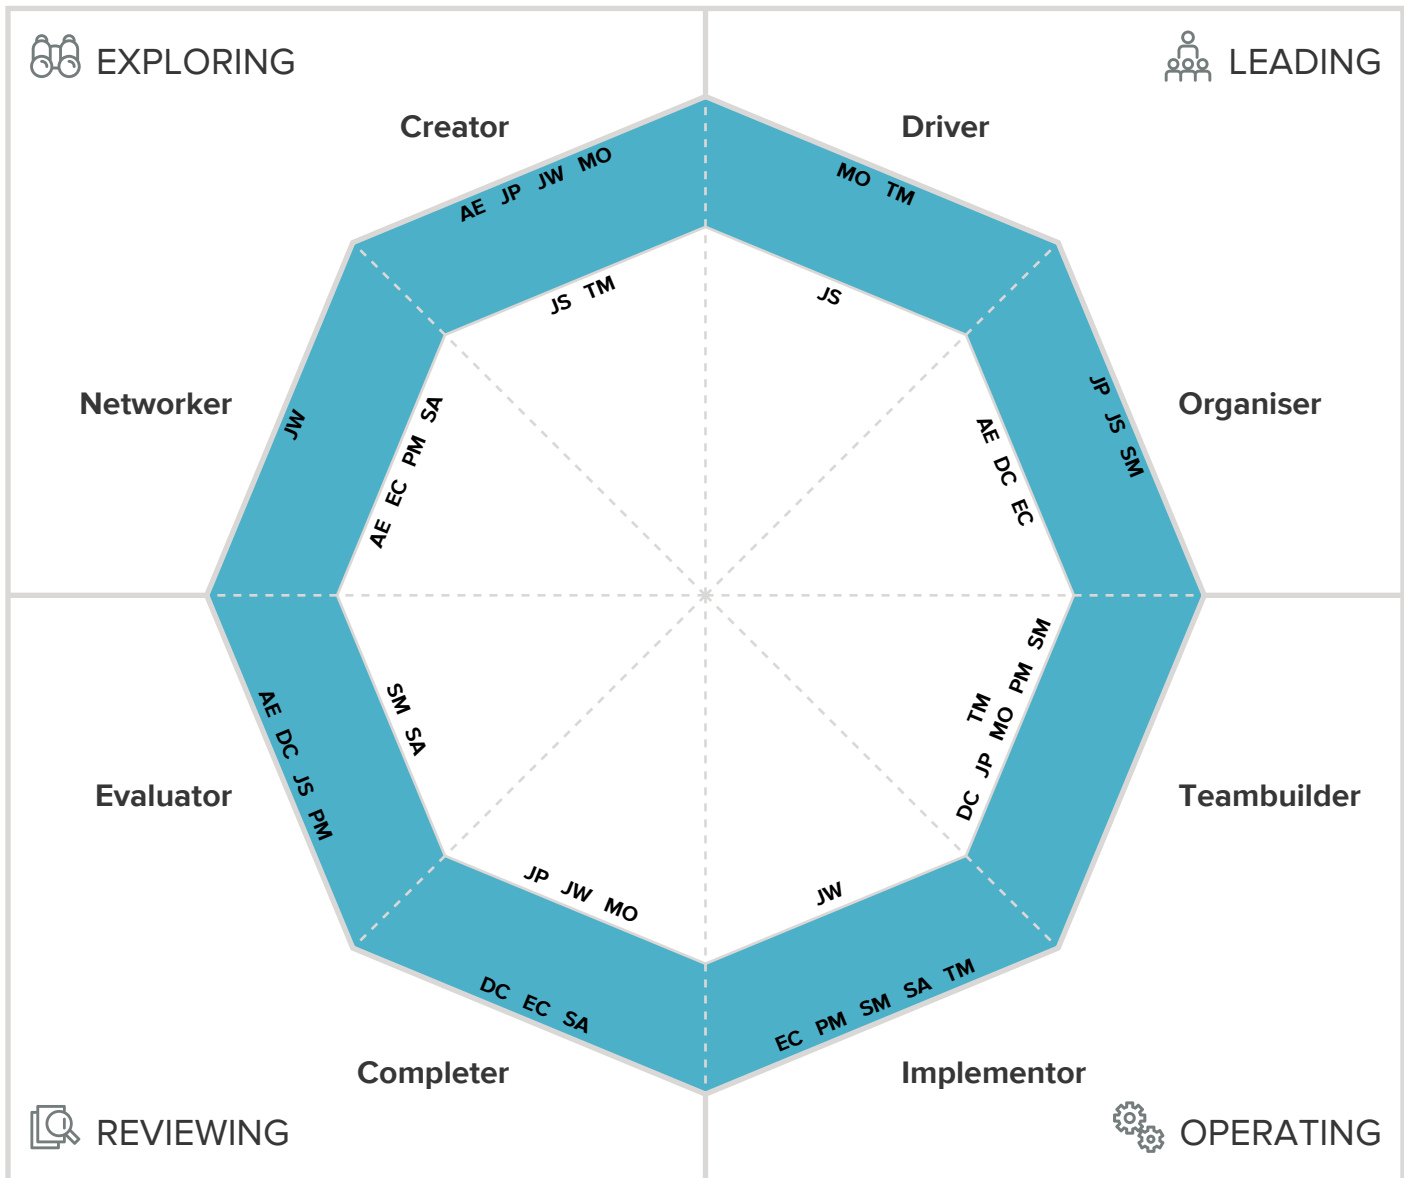 EXPLORING
LEADING
Creator
Driver
AE JP JW MO
MO TM
JS TM
JS
Networker
Organiser
JW
AE EC PM SA
AE DC EC
JP JS SM
Evaluator
Teambuilder
AE DC JS PM
SM SA
TM
DC JP MO PM SM
JP JW MO
JW
DC EC SA
EC PM SM SA TM
Completer
Implementor
REVIEWING
OPERATING